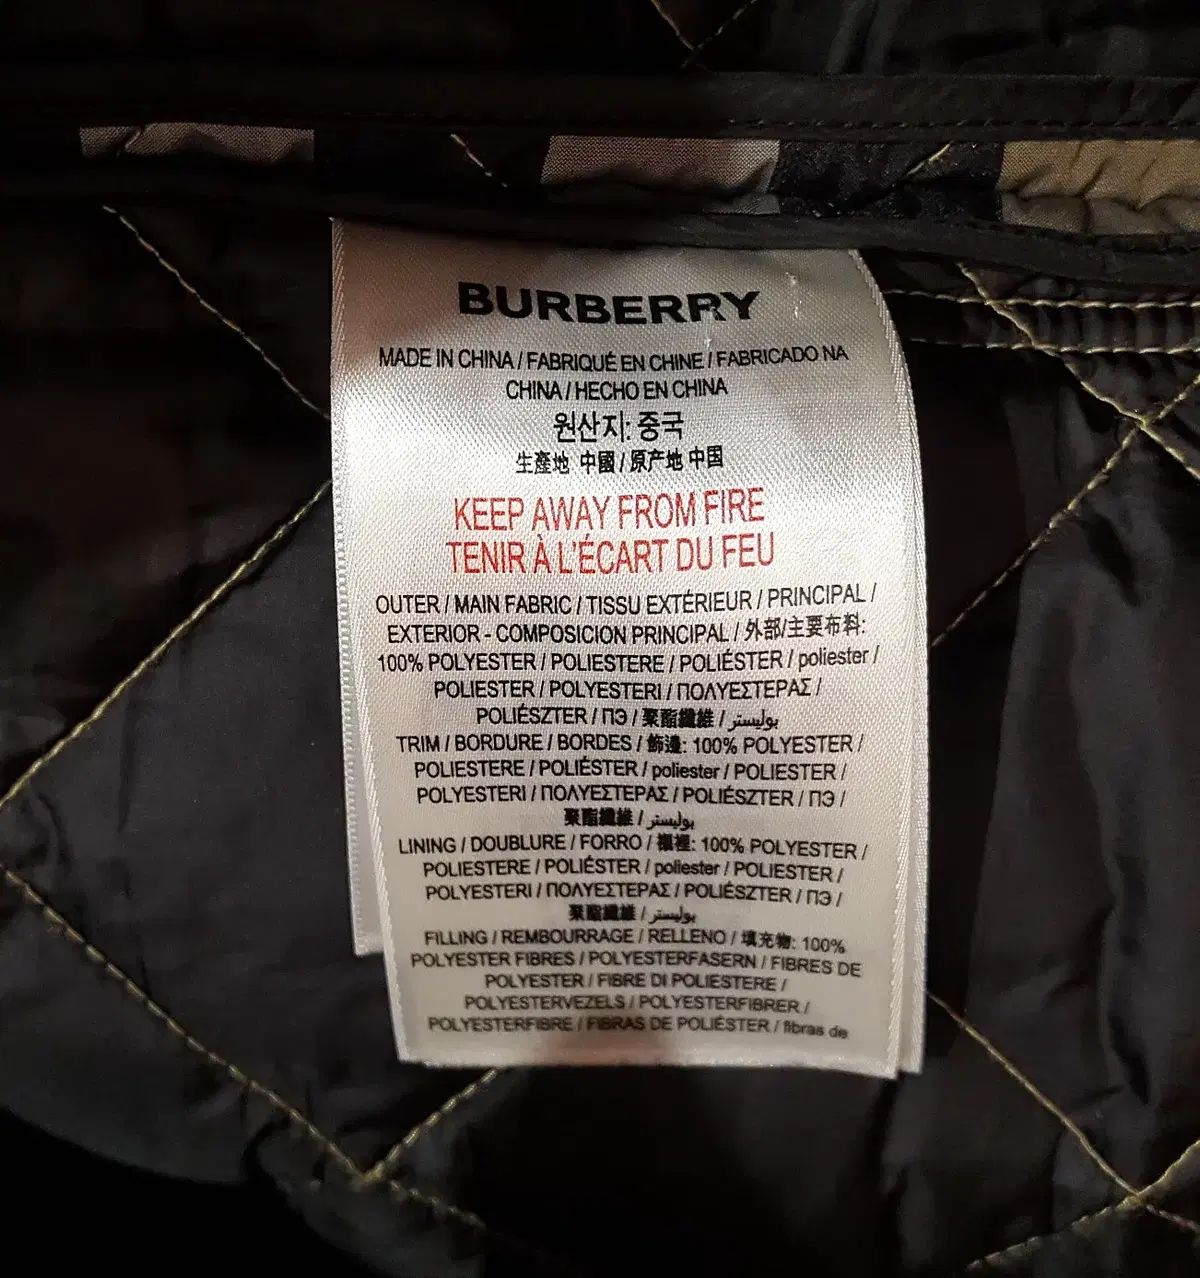 BURBERRY
MADE IN CHINA / FABRIQUÉ EN CHINE / FABRICADO NA
CHINA / HECHO EN CHINA
원산지: 중국
生產地 中國 / 原产地 中国
KEEP AWAY FROM FIRE
TENIR À L'ÉCART DU FEU
OUTER / MAIN FABRIC / TISSU EXTÉRIEUR / PRINCIPAL /
EXTERIOR - COMPOSICION PRINCIPAL / 外部/主要布料:
100% POLYESTER / POLIESTERE / POLIÉSTER / poliester /
POLIESTER / POLYESTERI / ΠΟΛΥΕΣΤΕΡΑΣ /
POLIÉSZTER / ПЭ / 聚酯纖維 / بوليستر
TRIM / BORDURE / BORDES / 飾邊: 100% POLYESTER /
POLIESTERE / POLIÉSTER / poliester / POLIESTER /
POLYESTERI / ΠΟΛΥΕΣΤΕΡΑΣ / POLIÉSZTER / ПЭ /
聚酯纖維 / بوليستر
LINING / DOUBLURE / FORRO / 襯裡: 100% POLYESTER /
POLIESTERE / POLIÉSTER / poliester / POLIESTER /
POLYESTERI / ΠΟΛΥΕΣΤΕΡΑΣ / POLIÉSZTER / ПЭ /
聚酯纖維 / بوليستر
FILLING / REMBOURRAGE / RELLENO / 填充物: 100%
POLYESTER FIBRES / POLYESTERFASERN / FIBRES DE
POLYESTER / FIBRE DI POLIESTERE /
POLYESTERVEZELS / POLYESTERFIBRER /
POLYESTERFIBRE / FIBRAS DE POLIÉSTER / fibras de